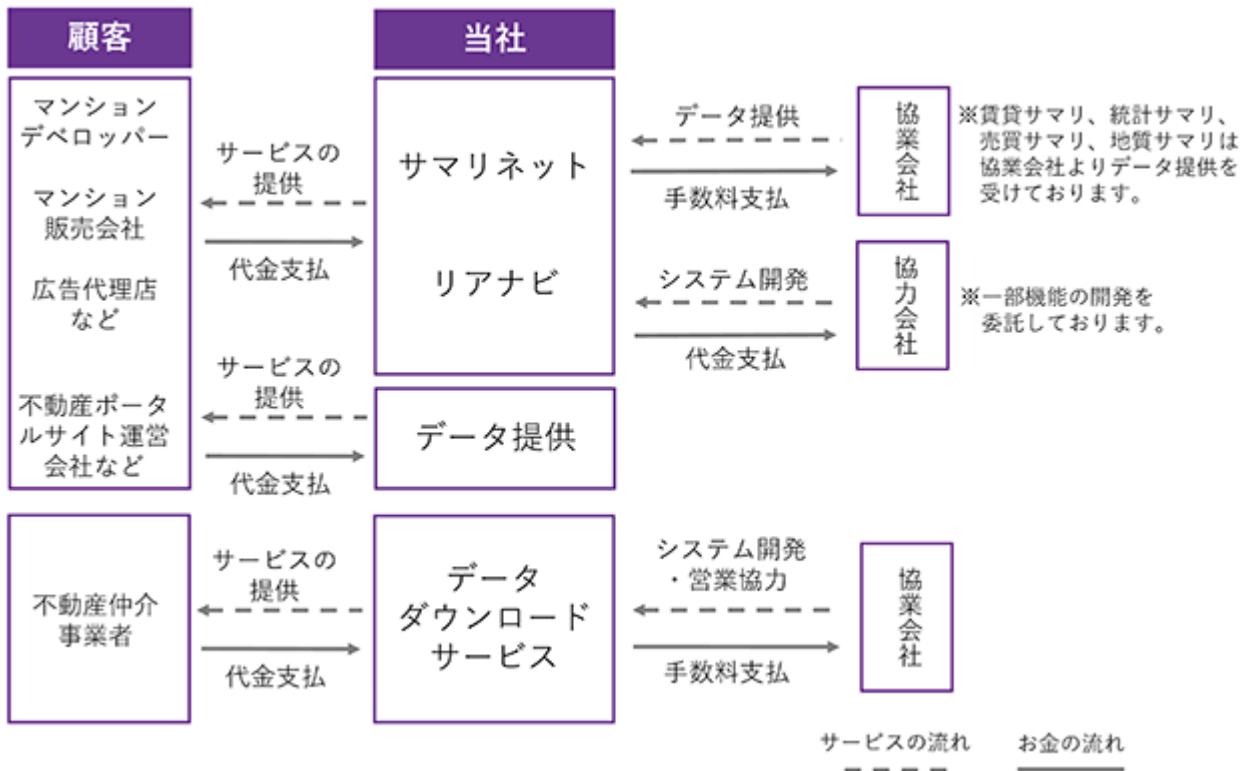 顧客
当社
マンション
デベロッパー
マンション
販売会社
広告代理店
など
不動産ポータ
ルサイト運営
会社など
サービスの
提供
代金支払
サービスの
提供
代金支払
サマリネット
リアナビ
データ提供
データ提供
手数料支払
協業会社
※賃貸サマリ、統計サマリ、
売買サマリ、地質サマリは
協業会社よりデータ提供を
受けております。
システム開発
代金支払
協力会社
※一部機能の開発を
委託しております。
不動産仲介
事業者
サービスの
提供
代金支払
データ
ダウンロード
サービス
システム開発
・営業協力
手数料支払
協業会社
サービスの流れ
お金の流れ